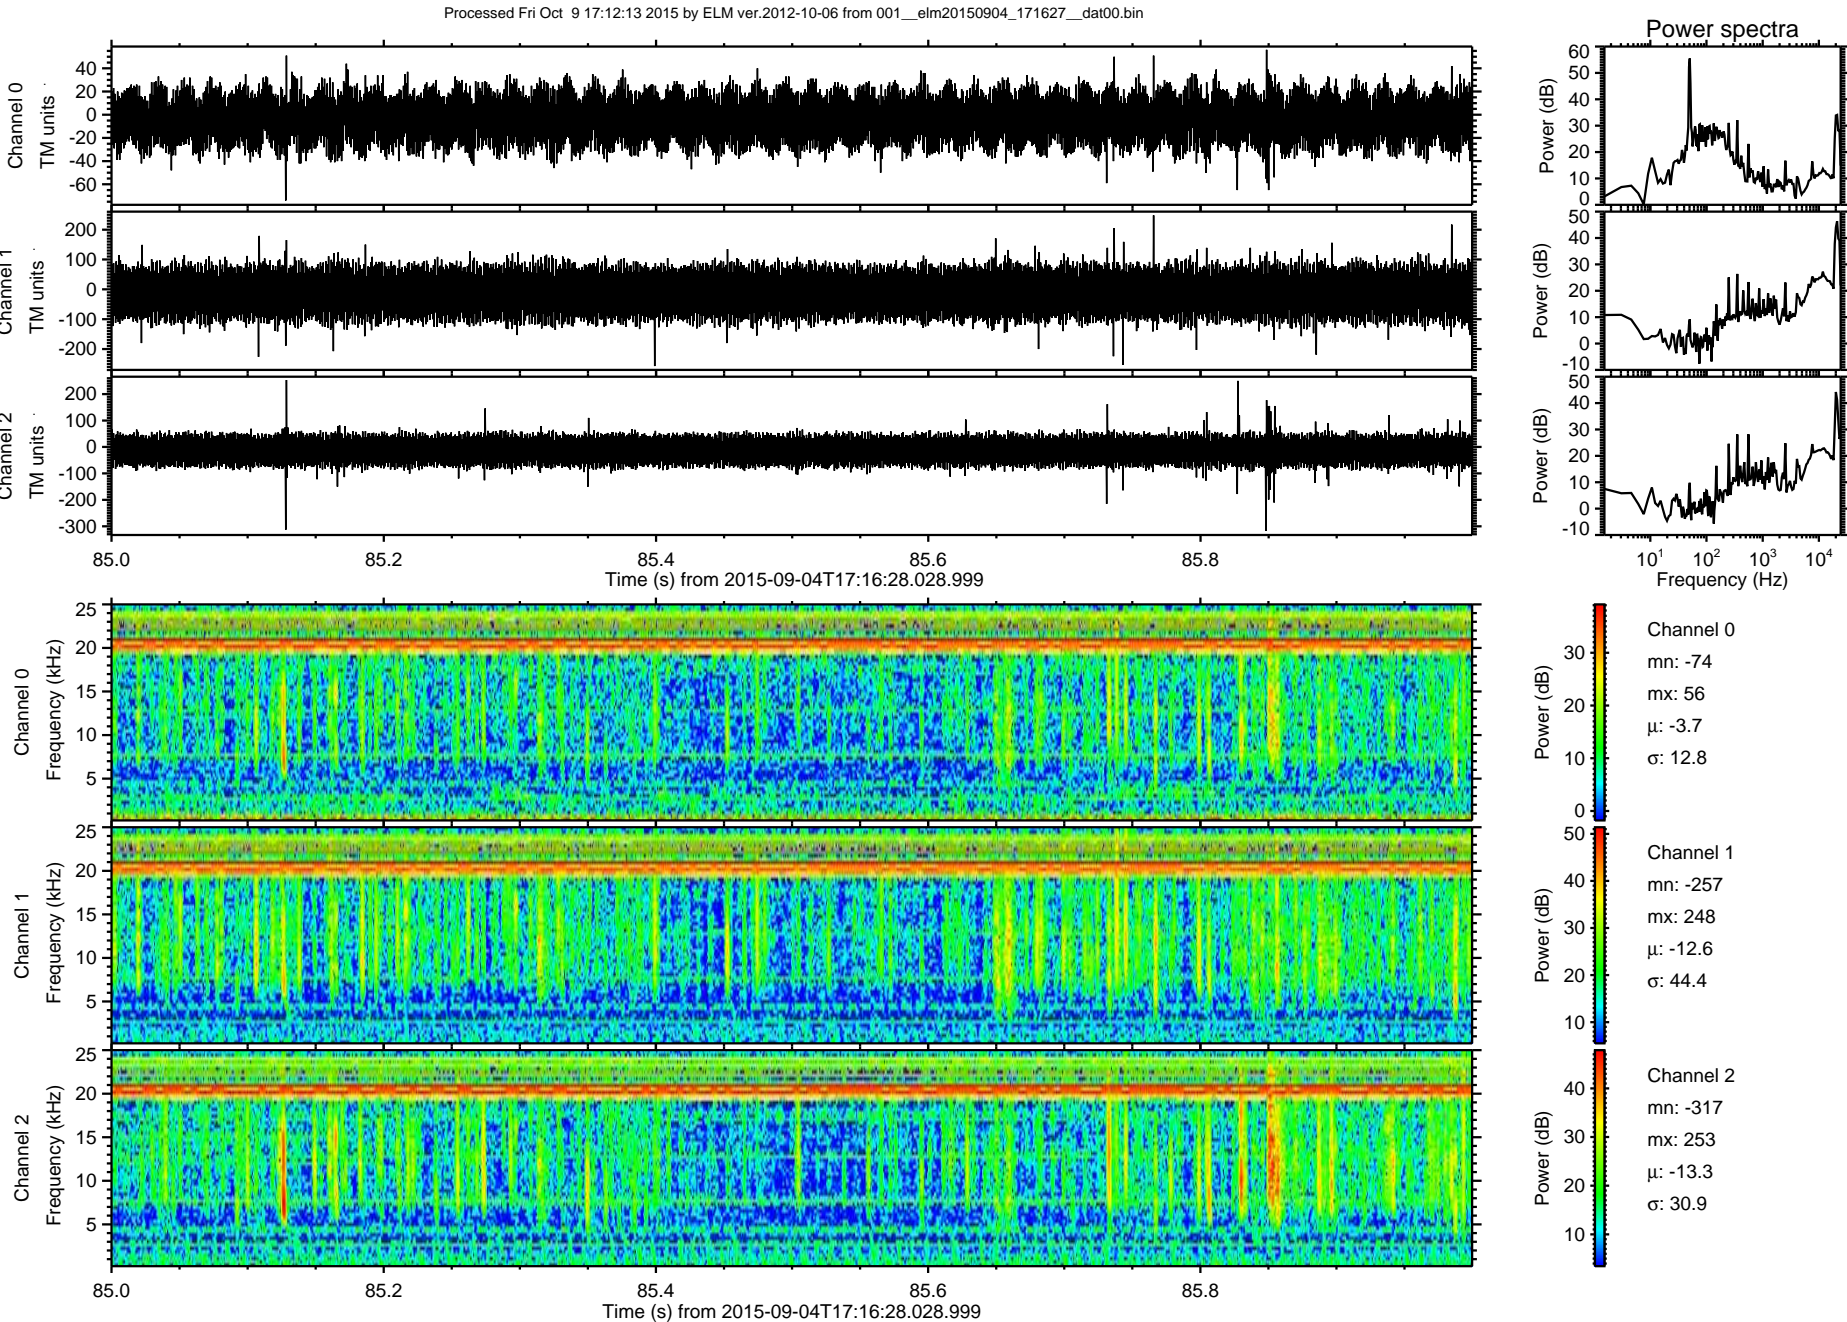 Processed Fri Oct  9 17:12:13 2015 by ELM ver.2012-10-06 from 001__elm20150904_171627__dat00.bin
Power spectra
Channel 0
TM units
40
20
0
-20
-40
-60
Power (dB)
60
50
40
30
20
10
0
Channel 1
TM units
200
100
0
-100
-200
Power (dB)
50
40
30
20
10
0
-10
Channel 2
TM units
200
100
0
-100
-200
-300
Power (dB)
50
40
30
20
10
0
-10
85.0 85.2 85.4 85.6 85.8
Time (s) from 2015-09-04T17:16:28.028.999
10^1 10^2 10^3 10^4
Frequency (Hz)
Channel 0
Frequency (kHz)
25
20
15
10
5
Power (dB)
30
20
10
0
Channel 0
mn: -74
mx: 56
μ: -3.7
σ: 12.8
Channel 1
Frequency (kHz)
25
20
15
10
5
Power (dB)
50
40
30
20
10
Channel 1
mn: -257
mx: 248
μ: -12.6
σ: 44.4
Channel 2
Frequency (kHz)
25
20
15
10
5
Power (dB)
40
30
20
10
Channel 2
mn: -317
mx: 253
μ: -13.3
σ: 30.9
85.0 85.2 85.4 85.6 85.8
Time (s) from 2015-09-04T17:16:28.028.999